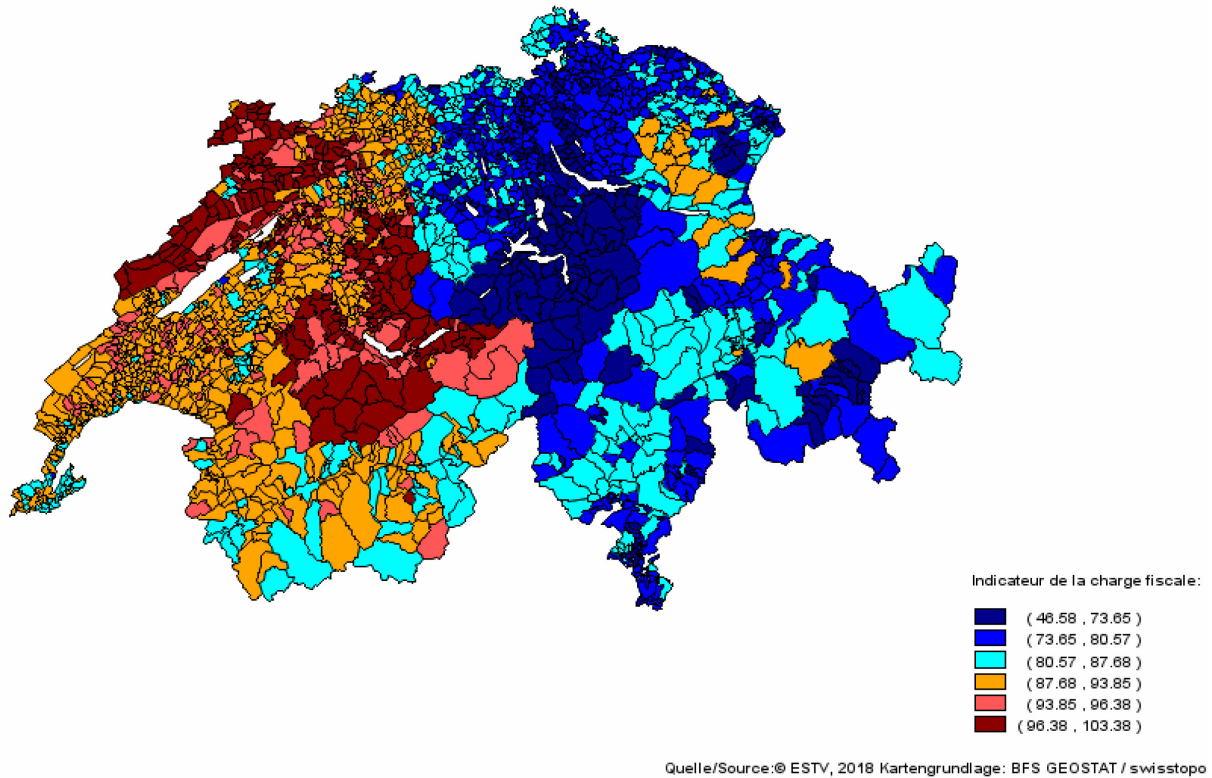 Indicateur de la charge fiscale:
( 46.58 , 73.65 )
( 73.65 , 80.57 )
( 80.57 , 87.68 )
( 87.68 , 93.85 )
( 93.85 , 96.38 )
( 96.38 , 103.38 )
Quelle/Source:© ESTV, 2018 Kartengrundlage: BFS GEOSTAT / swisstopo